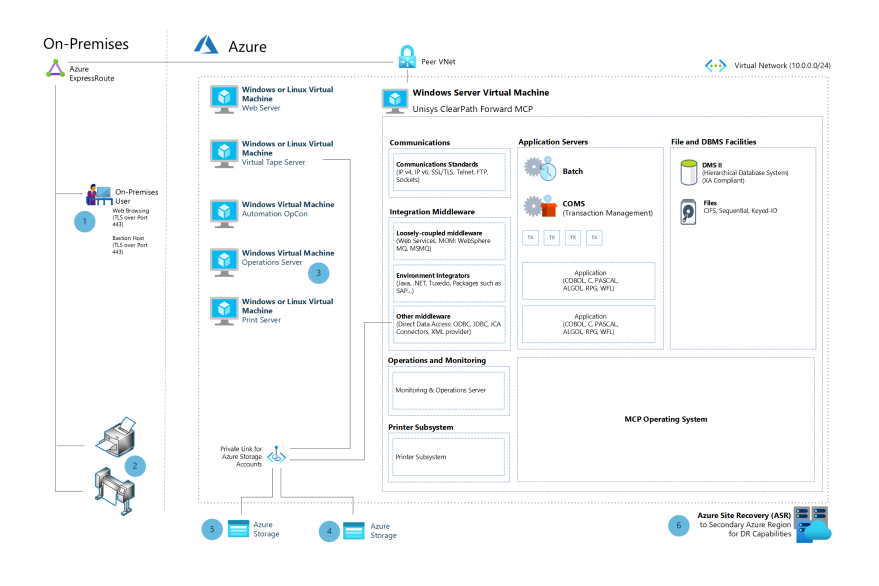 On-Premises
Azure
Azure
ExpressRoute
Peer VNet
Virtual Network (10.0.0.0/24)
On-Premises
User
Web Browsing
(TLS over Port
443)
Bastion Host
(TLS over Port
443)
1
2
Windows or Linux Virtual
Machine
Web Server
Windows or Linux Virtual
Machine
Virtual Tape Server
Windows Virtual Machine
Automation OpCon
Windows Virtual Machine
Operations Server
3
Windows or Linux Virtual
Machine
Print Server
Private Link for
Azure Storage
Accounts
5
Azure
Storage
4
Azure
Storage
Windows Server Virtual Machine
Unisys ClearPath Forward MCP
Communications
Communications Standards
(IP v4, IP v6, SSL/TLS, Telnet, FTP,
Sockets)
Integration Middleware
Loosely-coupled middleware
(Web Services, MOM: WebSphere
MQ, MSMQ)
Environment Integrators
(Java, .NET, Tuxedo, Packages such as
SAP...)
Other middleware
(Direct Data Access: ODBC, JDBC, JCA
Connectors, XML provider)
Operations and Monitoring
Monitoring & Operations Server
Printer Subsystem
Printer Subsystem
Application Servers
Batch
COMS
(Transaction Management)
TX
TX
TX
TX
Application
(COBOL, C, PASCAL,
ALGOL, RPG, WFL)
Application
(COBOL, C, PASCAL,
ALGOL, RPG, WFL)
File and DBMS Facilities
DMS II
(Hierarchical Database System)
(XA Compliant)
Files
CIFS, Sequential, Keyed-IO
MCP Operating System
6
Azure Site Recovery (ASR)
to Secondary Azure Region
for DR Capabilities